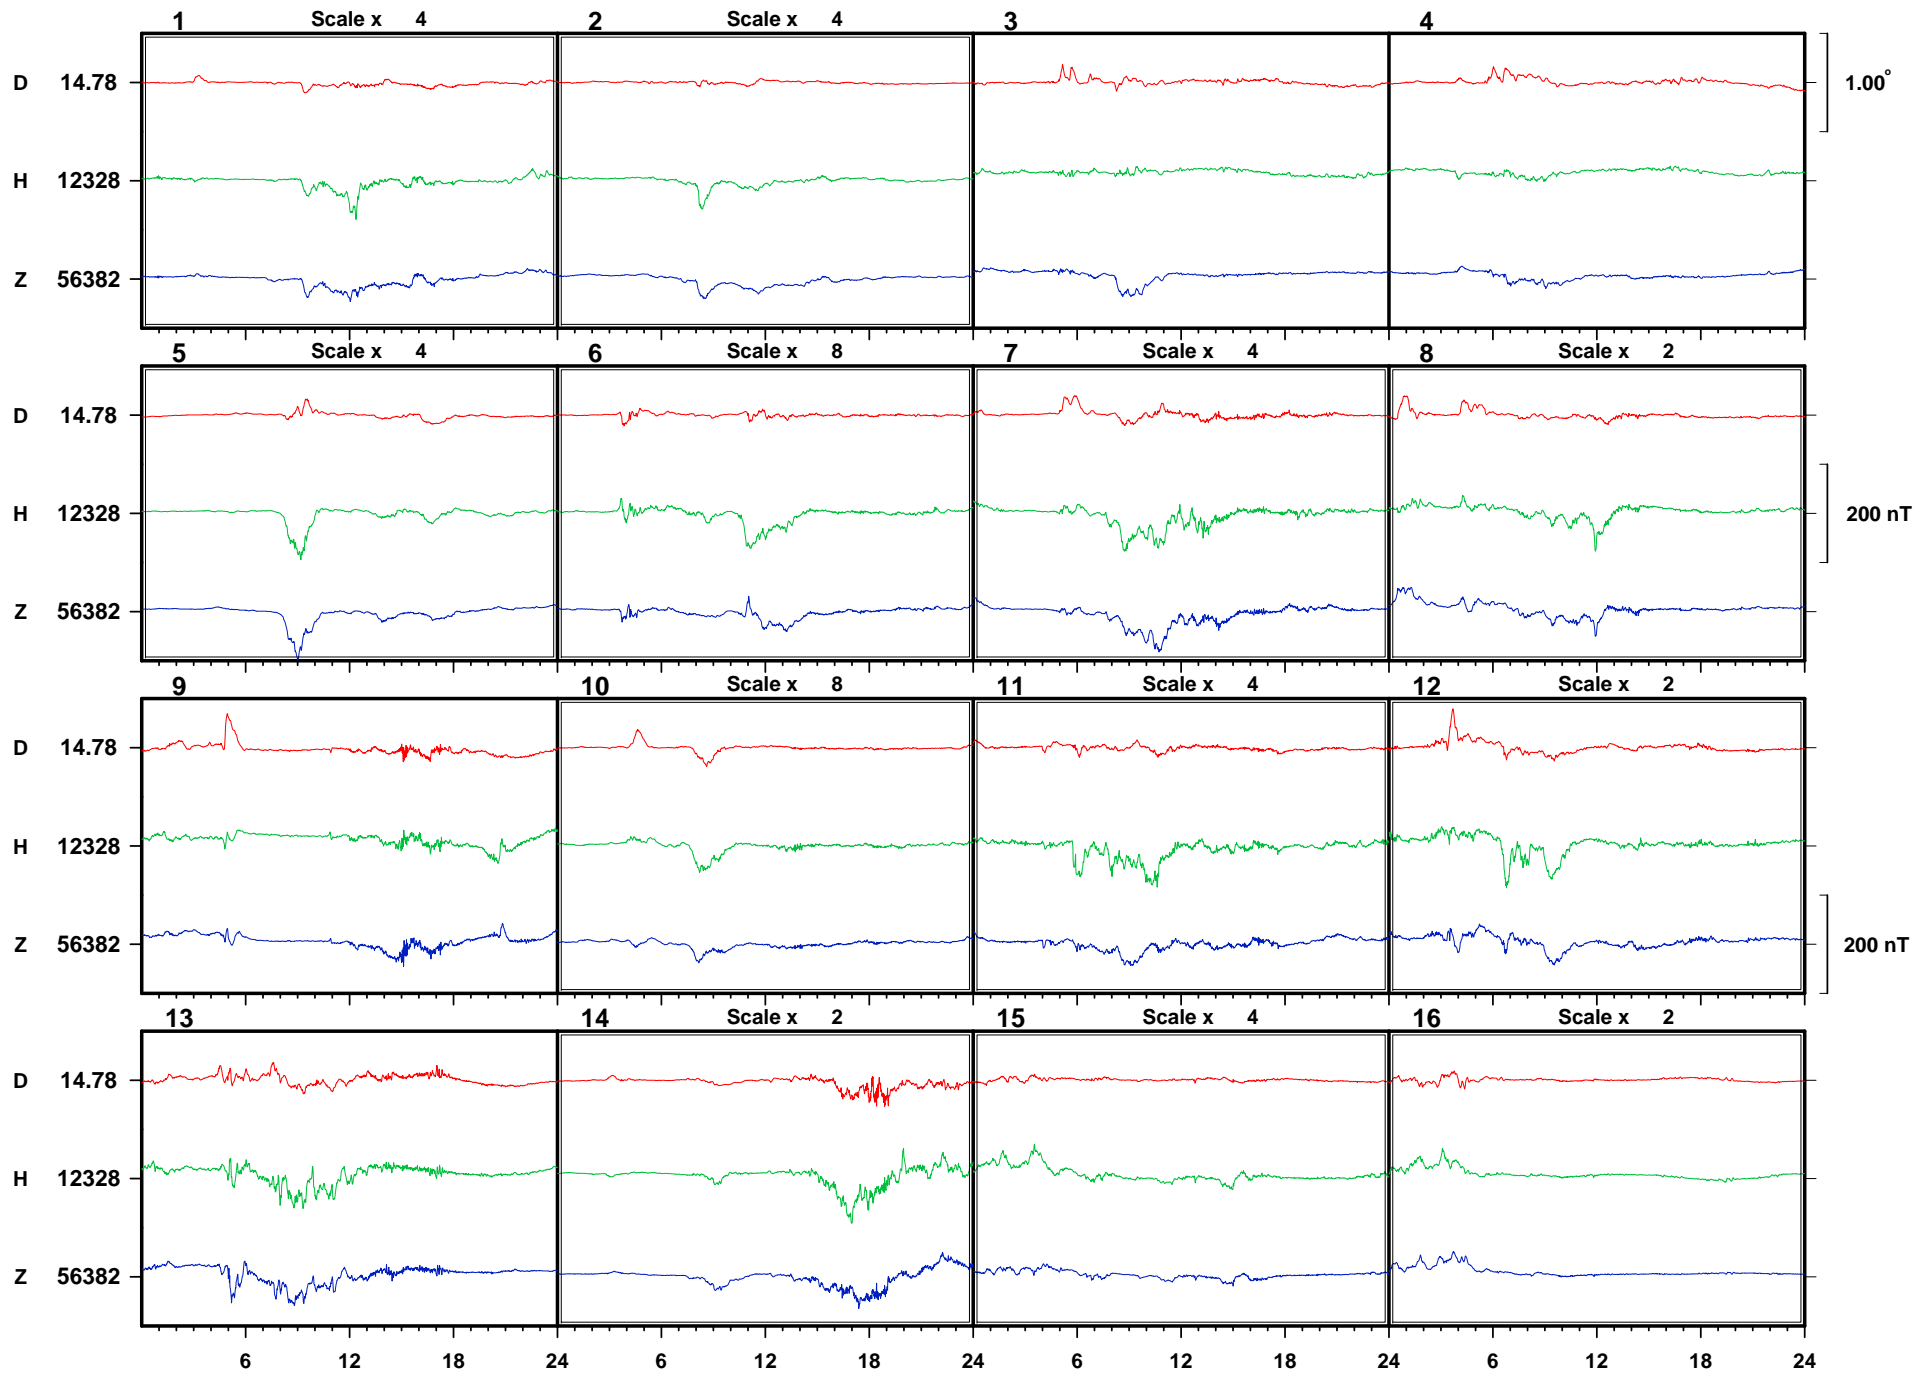 1 Scale x 4 2 Scale x 4 3 4
D 14.78 1.00°
H 12328
Z 56382
5 Scale x 4 6 Scale x 8 7 Scale x 4 8 Scale x 2
D 14.78
H 12328 200 nT
Z 56382
9 10 Scale x 8 11 Scale x 4 12 Scale x 2
D 14.78
H 12328
Z 56382 200 nT
13 14 Scale x 2 15 Scale x 4 16 Scale x 2
D 14.78
H 12328
Z 56382
6 12 18 24 6 12 18 24 6 12 18 24 6 12 18 24